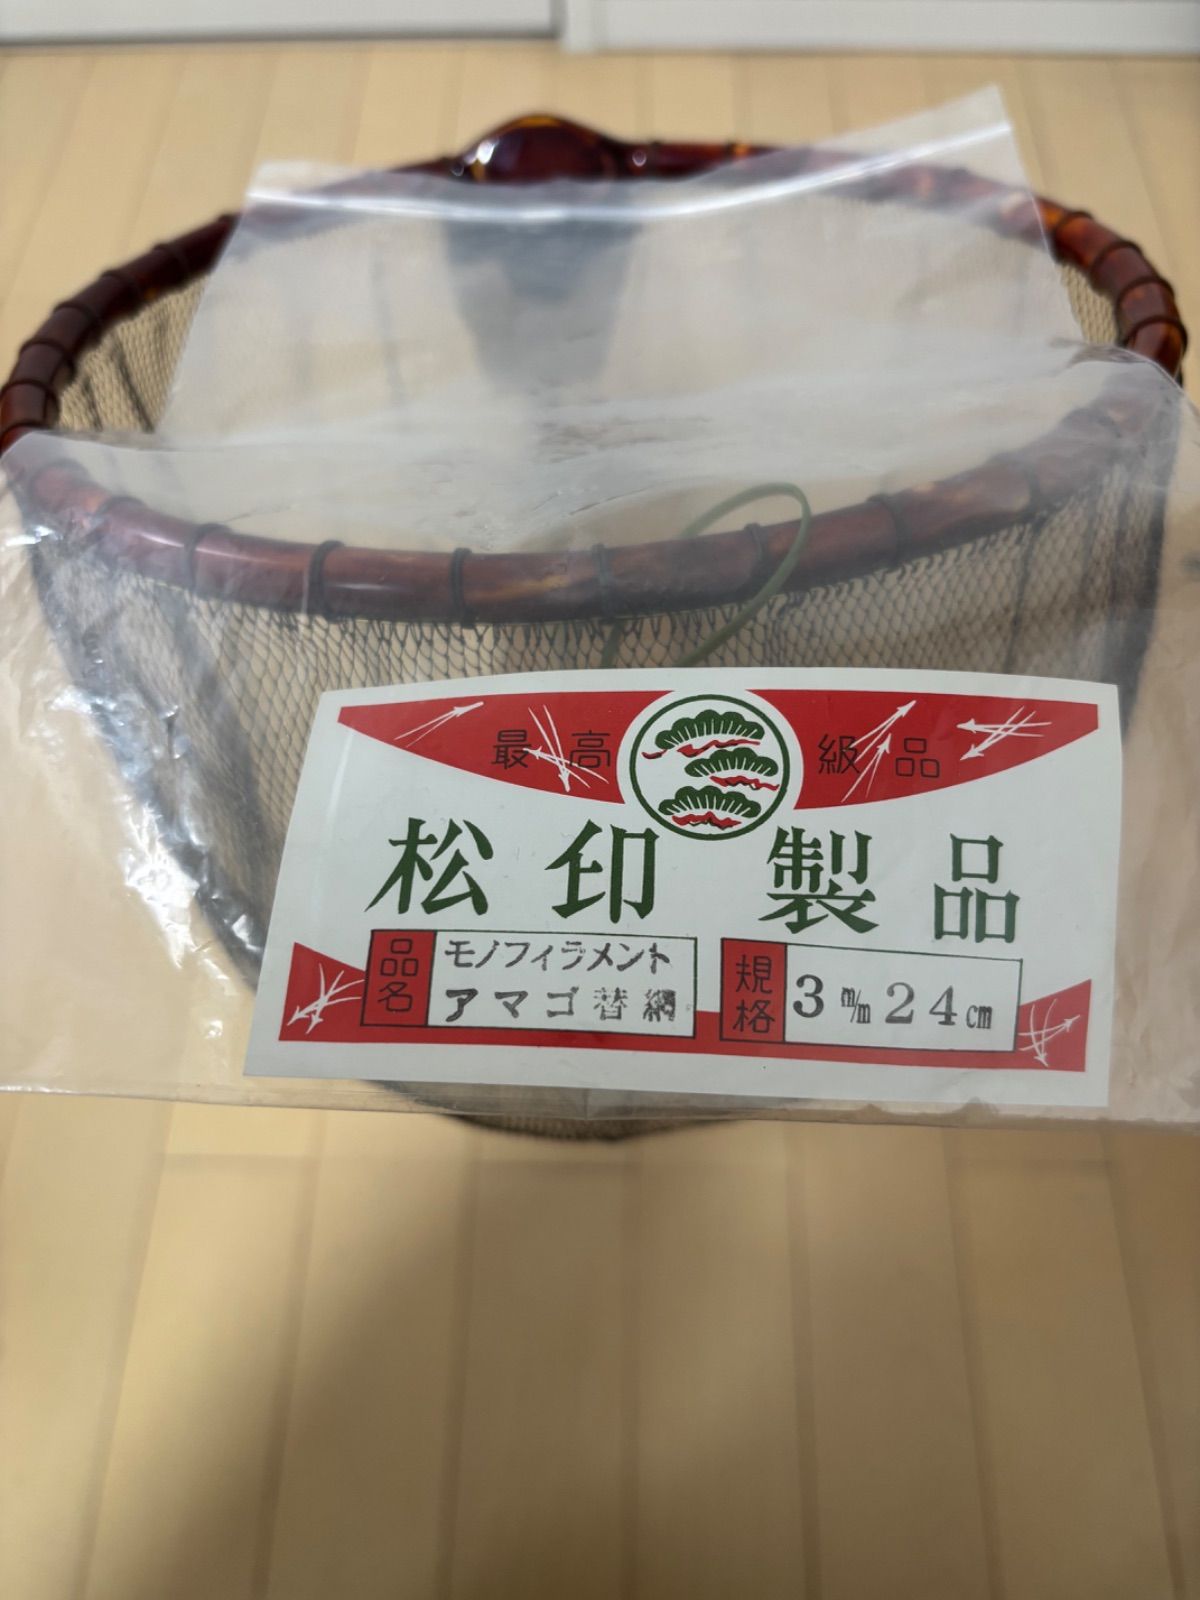 最高級品
松印製品
品名 モノフィラメント
アマゴ替網
規格 3㎜24㎝